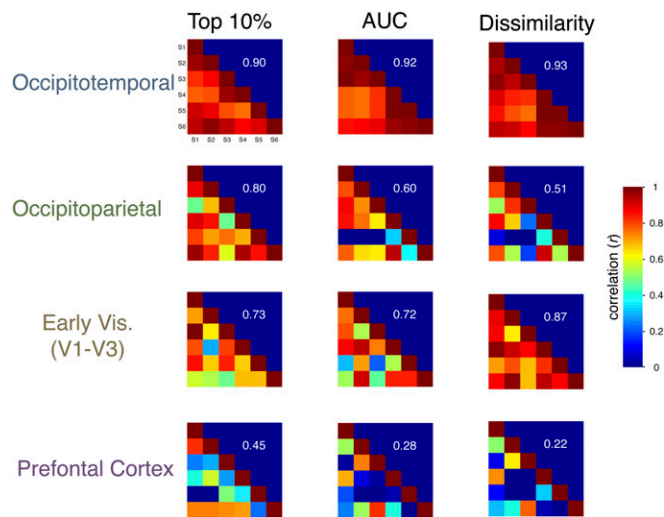 Top 10% AUC Dissimilarity
Occipitotemporal
S1
S2
S3
S4
S5
S6
S1 S2 S3 S4 S5 S6
0.90 0.92 0.93
Occipitoparietal
0.80 0.60 0.51
Early Vis.
(V1-V3)
0.73 0.72 0.87
Prefontal Cortex
0.45 0.28 0.22
correlation (r)
1
0.8
0.6
0.4
0.2
0